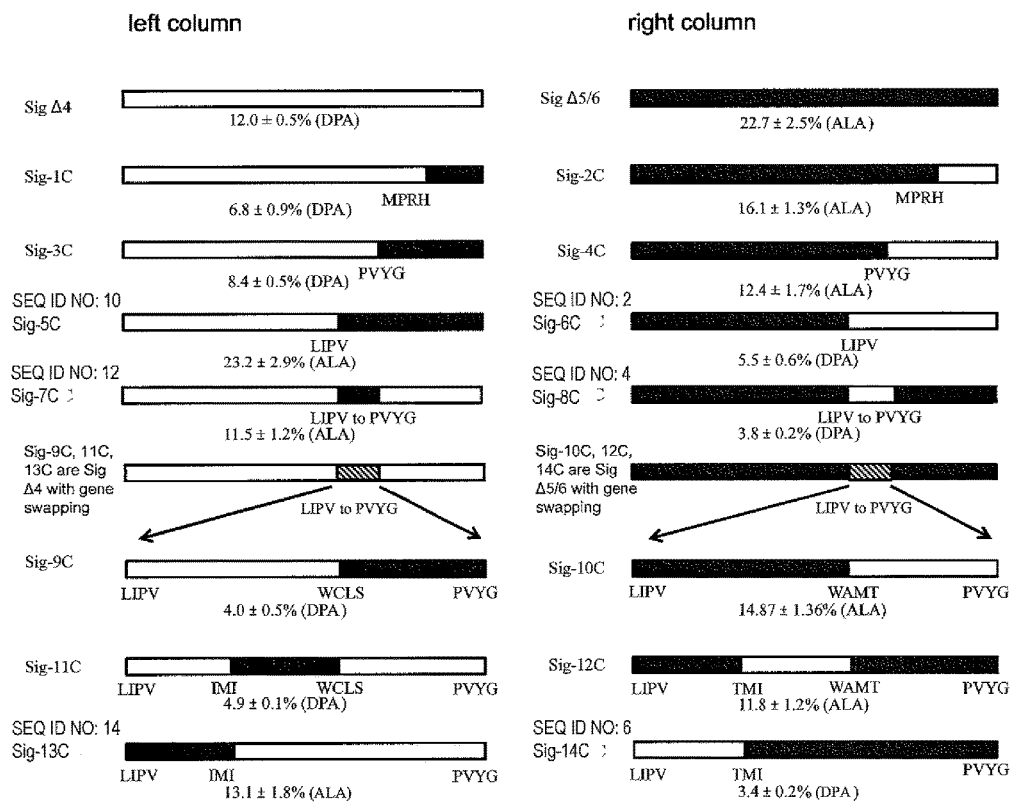 left column
right column
Sig Δ4
12.0 ± 0.5% (DPA)
Sig Δ5/6
22.7 ± 2.5% (ALA)
Sig-1C
MPRH
6.8 ± 0.9% (DPA)
Sig-2C
MPRH
16.1 ± 1.3% (ALA)
Sig-3C
PVYG
8.4 ± 0.5% (DPA)
Sig-4C
PVYG
12.4 ± 1.7% (ALA)
SEQ ID NO: 10
Sig-5C
LIPV
23.2 ± 2.9% (ALA)
SEQ ID NO: 2
Sig-6C
LIPV
5.5 ± 0.6% (DPA)
SEQ ID NO: 12
Sig-7C
LIPV to PVYG
11.5 ± 1.2% (ALA)
SEQ ID NO: 4
Sig-8C
LIPV to PVYG
3.8 ± 0.2% (DPA)
Sig-9C, 11C,
13C are Sig
Δ4 with gene
swapping
LIPV to PVYG
Sig-10C, 12C,
14C are Sig
Δ5/6 with gene
swapping
LIPV to PVYG
Sig-9C
LIPV WCLS PVYG
4.0 ± 0.5% (DPA)
Sig-10C
LIPV WAMT PVYG
14.87 ± 1.36% (ALA)
Sig-11C
LIPV IMI WCLS PVYG
4.9 ± 0.1% (DPA)
Sig-12C
LIPV TMI WAMT PVYG
11.8 ± 1.2% (ALA)
SEQ ID NO: 14
Sig-13C
LIPV IMI PVYG
13.1 ± 1.8% (ALA)
SEQ ID NO: 6
Sig-14C
LIPV TMI PVYG
3.4 ± 0.2% (DPA)